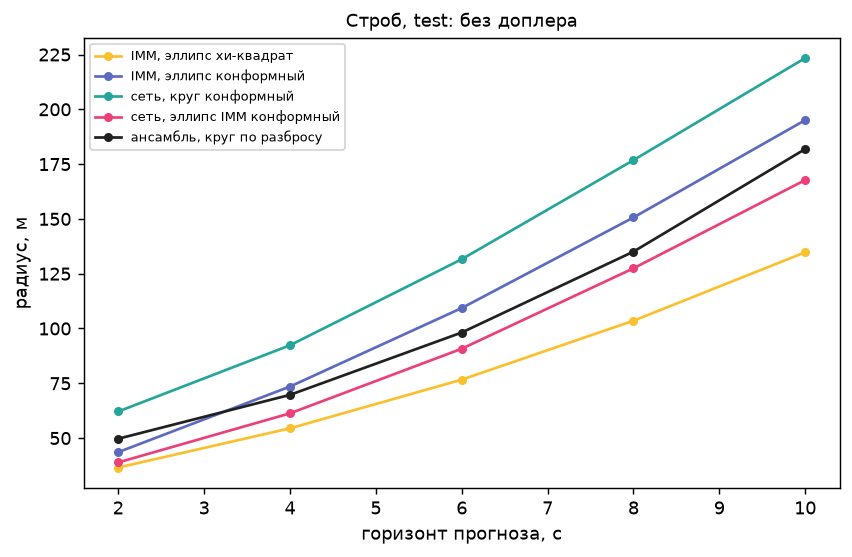 Строб, test: без доплера
IMM, эллипс хи-квадрат
IMM, эллипс конформный
сеть, круг конформный
сеть, эллипс IMM конформный
ансамбль, круг по разбросу
радиус, м
225
200
175
150
125
100
75
50
2 3 4 5 6 7 8 9 10
горизонт прогноза, с